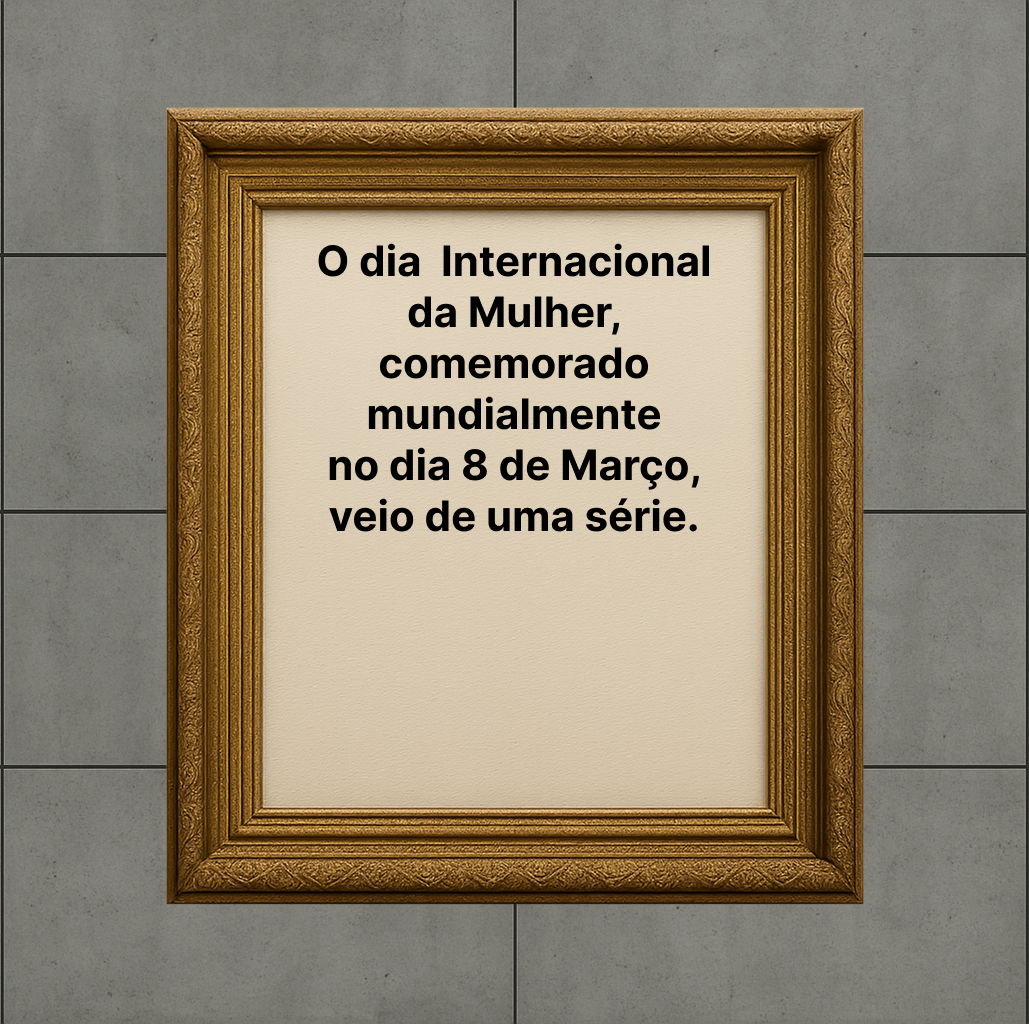 O dia  Internacional
da Mulher,
comemorado
mundialmente
no dia 8 de Março,
veio de uma série.